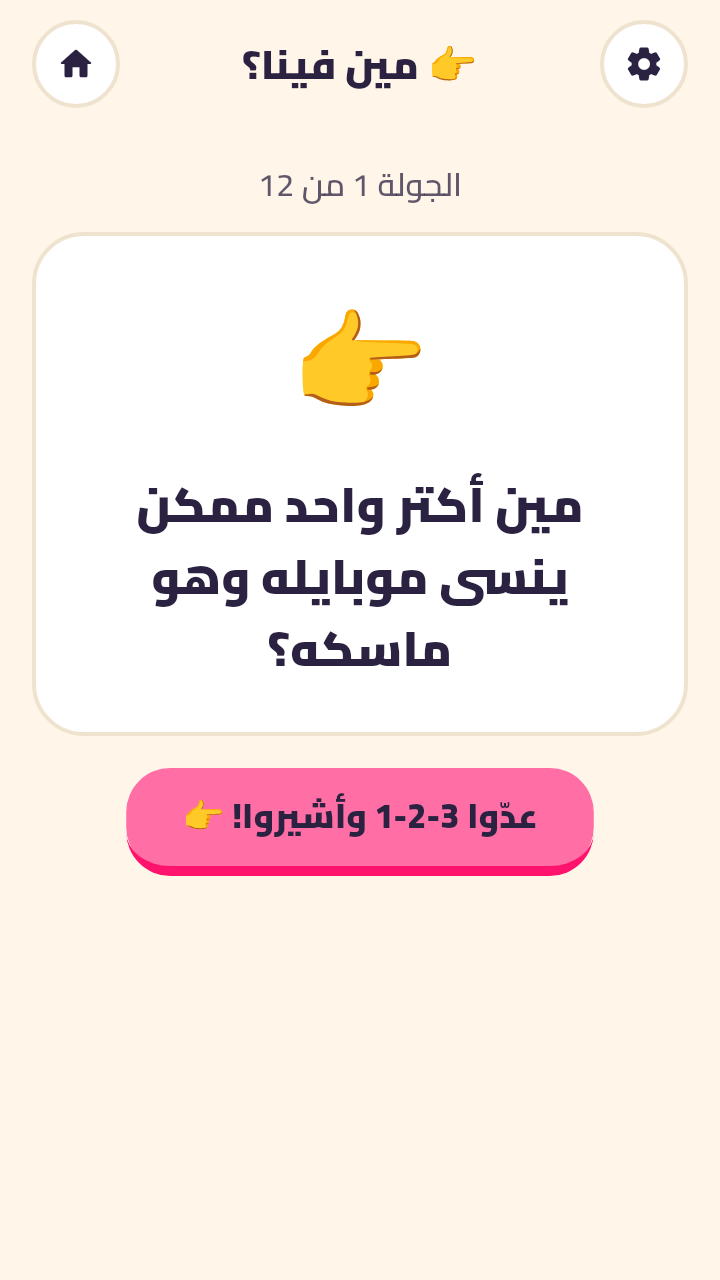 👉 مين فينا؟
الجولة 1 من 12
مين أكتر واحد ممكن
ينسى موبايله وهو
ماسكه؟
عدّوا 3-2-1 وأشيروا! 👉